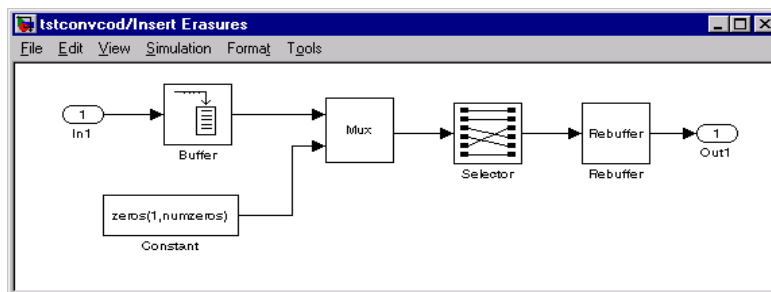 tstconvcod/Insert Erasures
File Edit View Simulation Format Tools
1
In1
Buffer
Mux
Selector
Rebuffer
Rebuffer
1
Out1
zeros(1,numzeros)
Constant